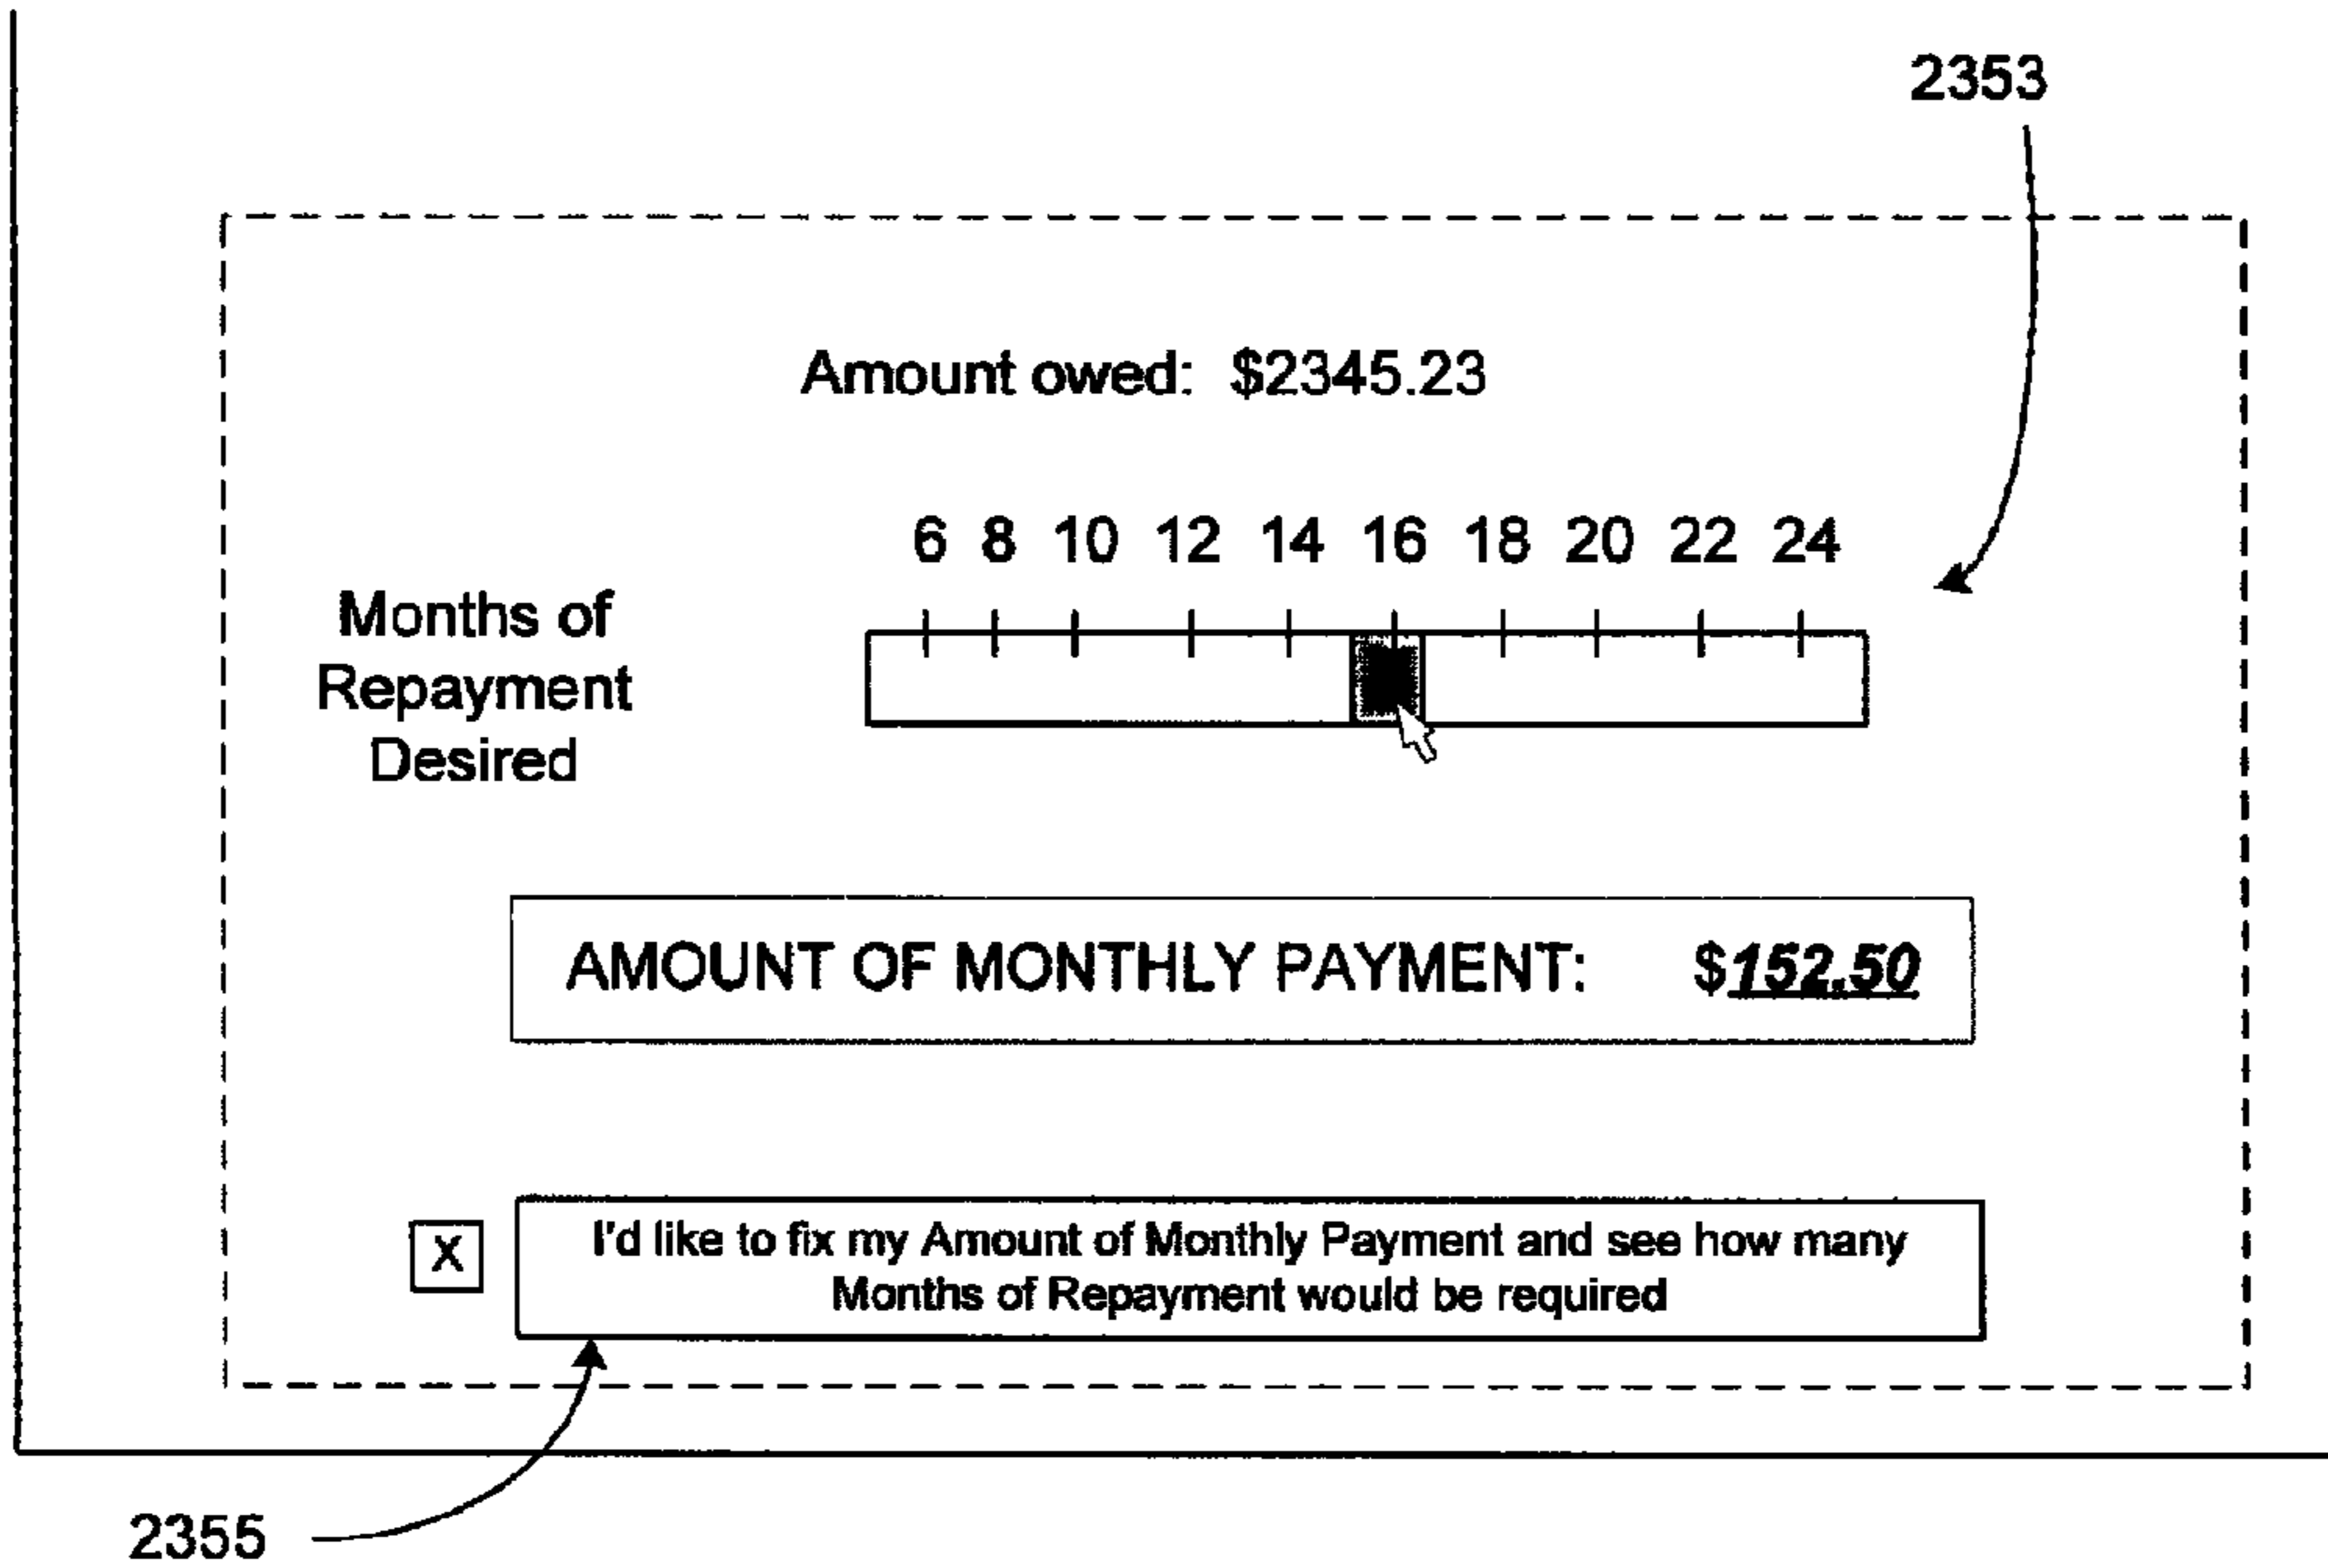 2353
Amount owed: $2345.23
6 8 10 12 14 16 18 20 22 24
Months of
Repayment
Desired
AMOUNT OF MONTHLY PAYMENT: $152.50
X
I'd like to fix my Amount of Monthly Payment and see how many
Months of Repayment would be required
2355